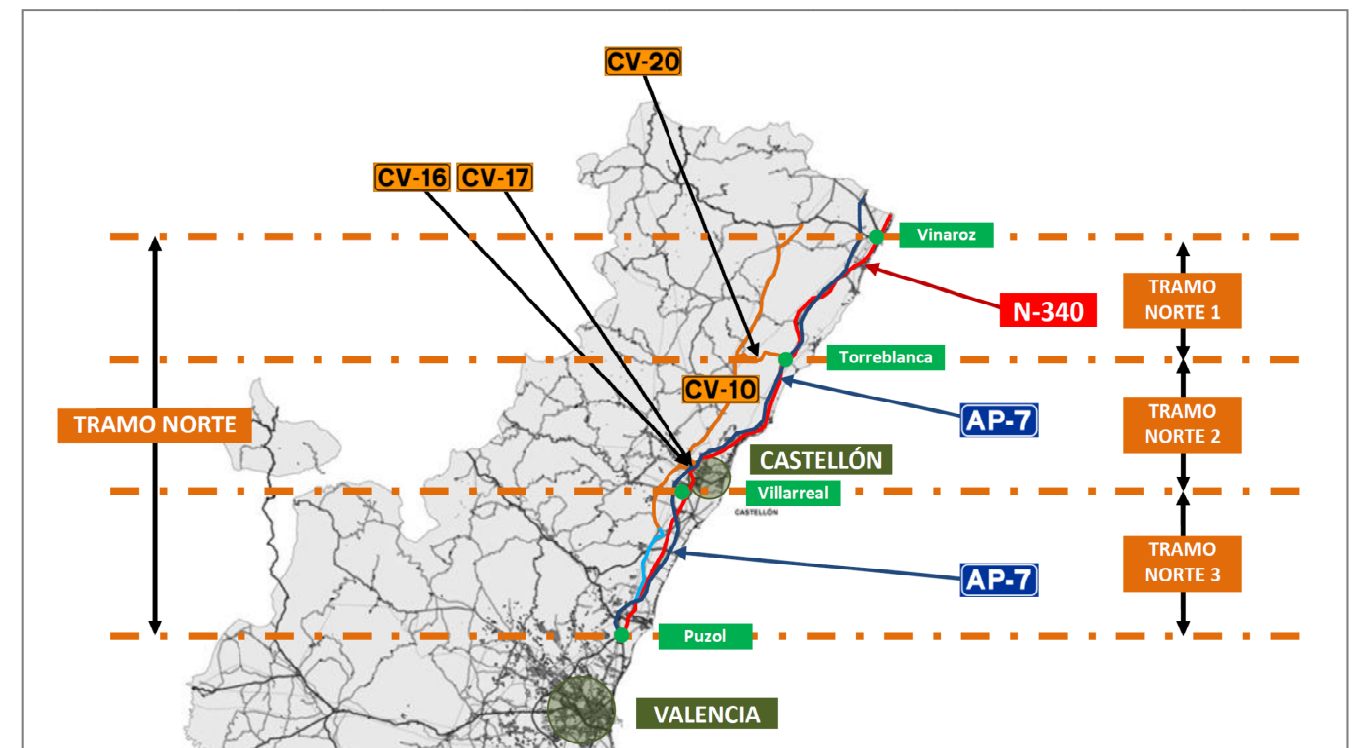 CV-20
CV-16
CV-17
Vinaroz
TRAMO
NORTE 1
N-340
Torreblanca
CV-10
TRAMO NORTE
AP-7
TRAMO
NORTE 2
CASTELLÓN
Villarreal
CASTELLÓN
TRAMO
NORTE 3
AP-7
Puzol
VALENCIA